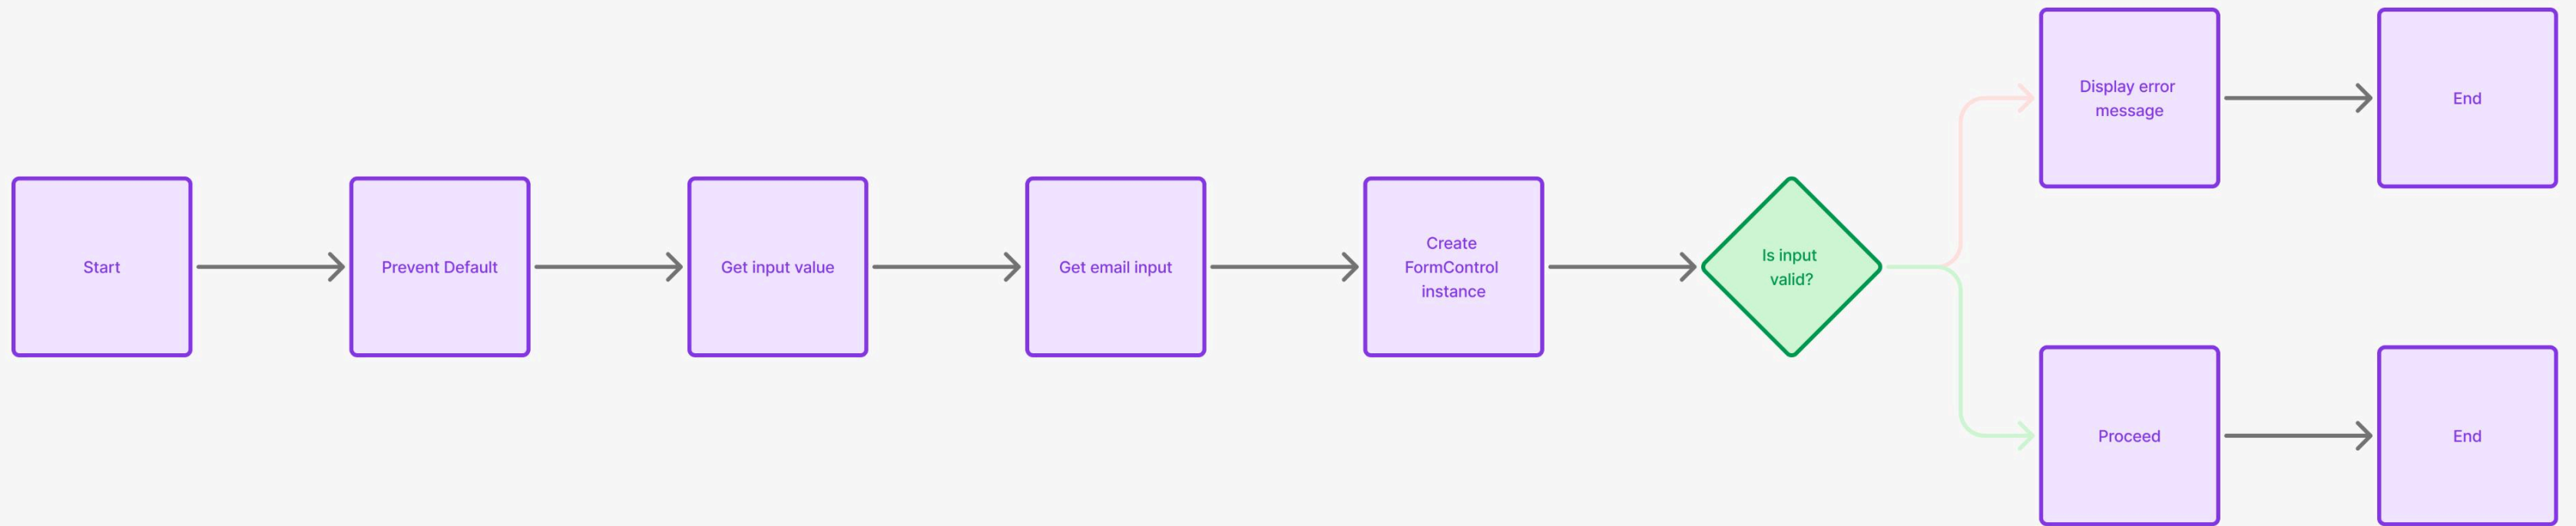 Start
Prevent Default
Get input value
Get email input
Create
FormControl
instance
Is input
valid?
Display error
message
End
Proceed
End